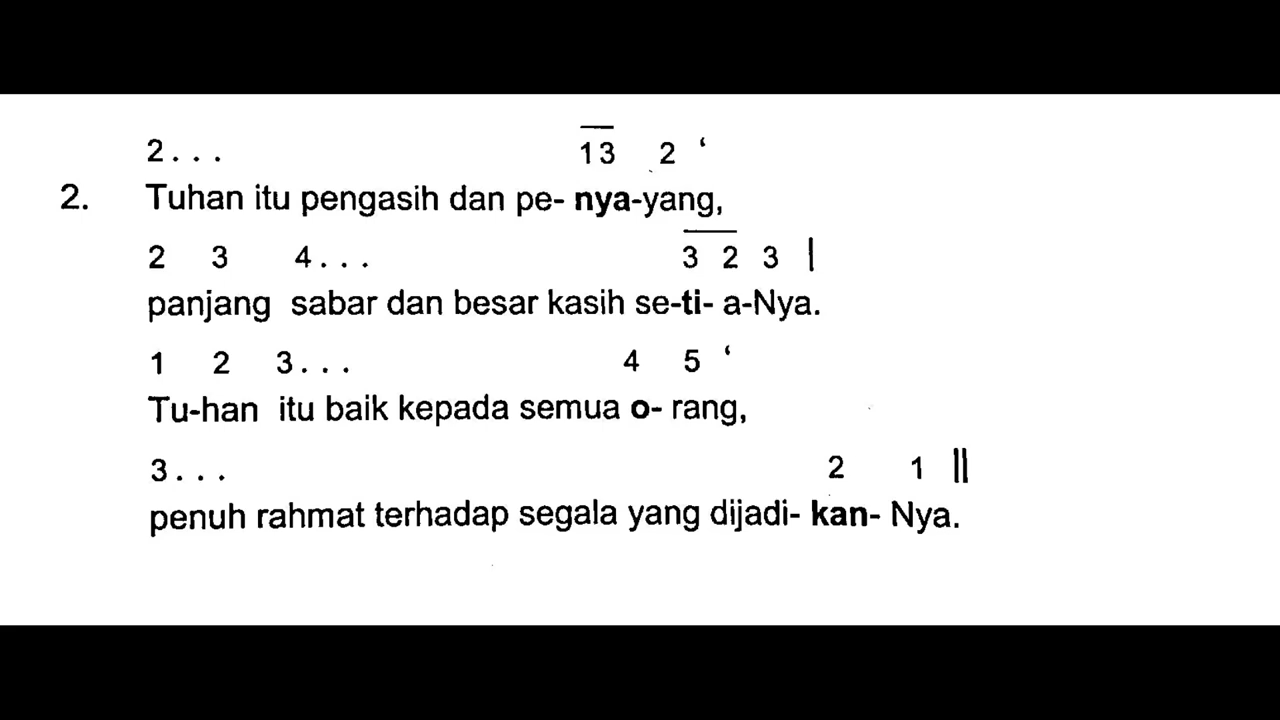 2... 13 2 ‘
2. Tuhan itu pengasih dan pe- nya-yang,
2 3 4... 3 2 3 |
panjang sabar dan besar kasih se-ti- a-Nya.
1 2 3... 4 5 ‘
Tu-han itu baik kepada semua o- rang,
3... 2 1 ||
penuh rahmat terhadap segala yang dijadi- kan- Nya.